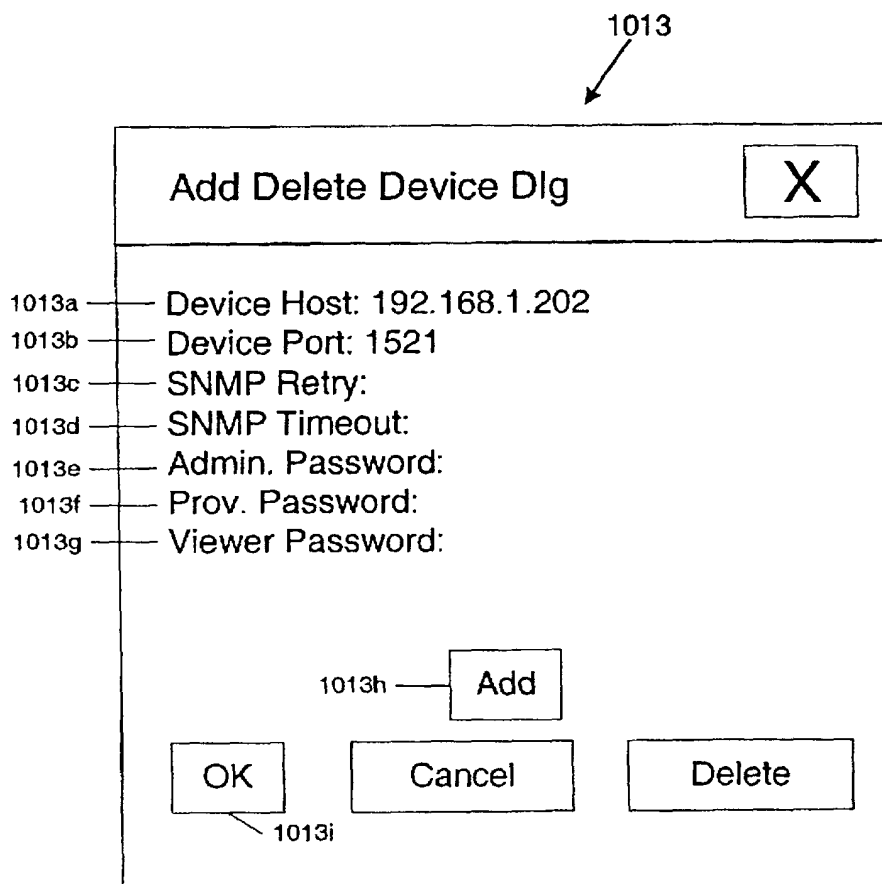 1013
Add Delete Device Dlg X
1013a Device Host: 192.168.1.202
1013b Device Port: 1521
1013c SNMP Retry:
1013d SNMP Timeout:
1013e Admin. Password:
1013f Prov. Password:
1013g Viewer Password:
1013h Add
OK Cancel Delete
1013i